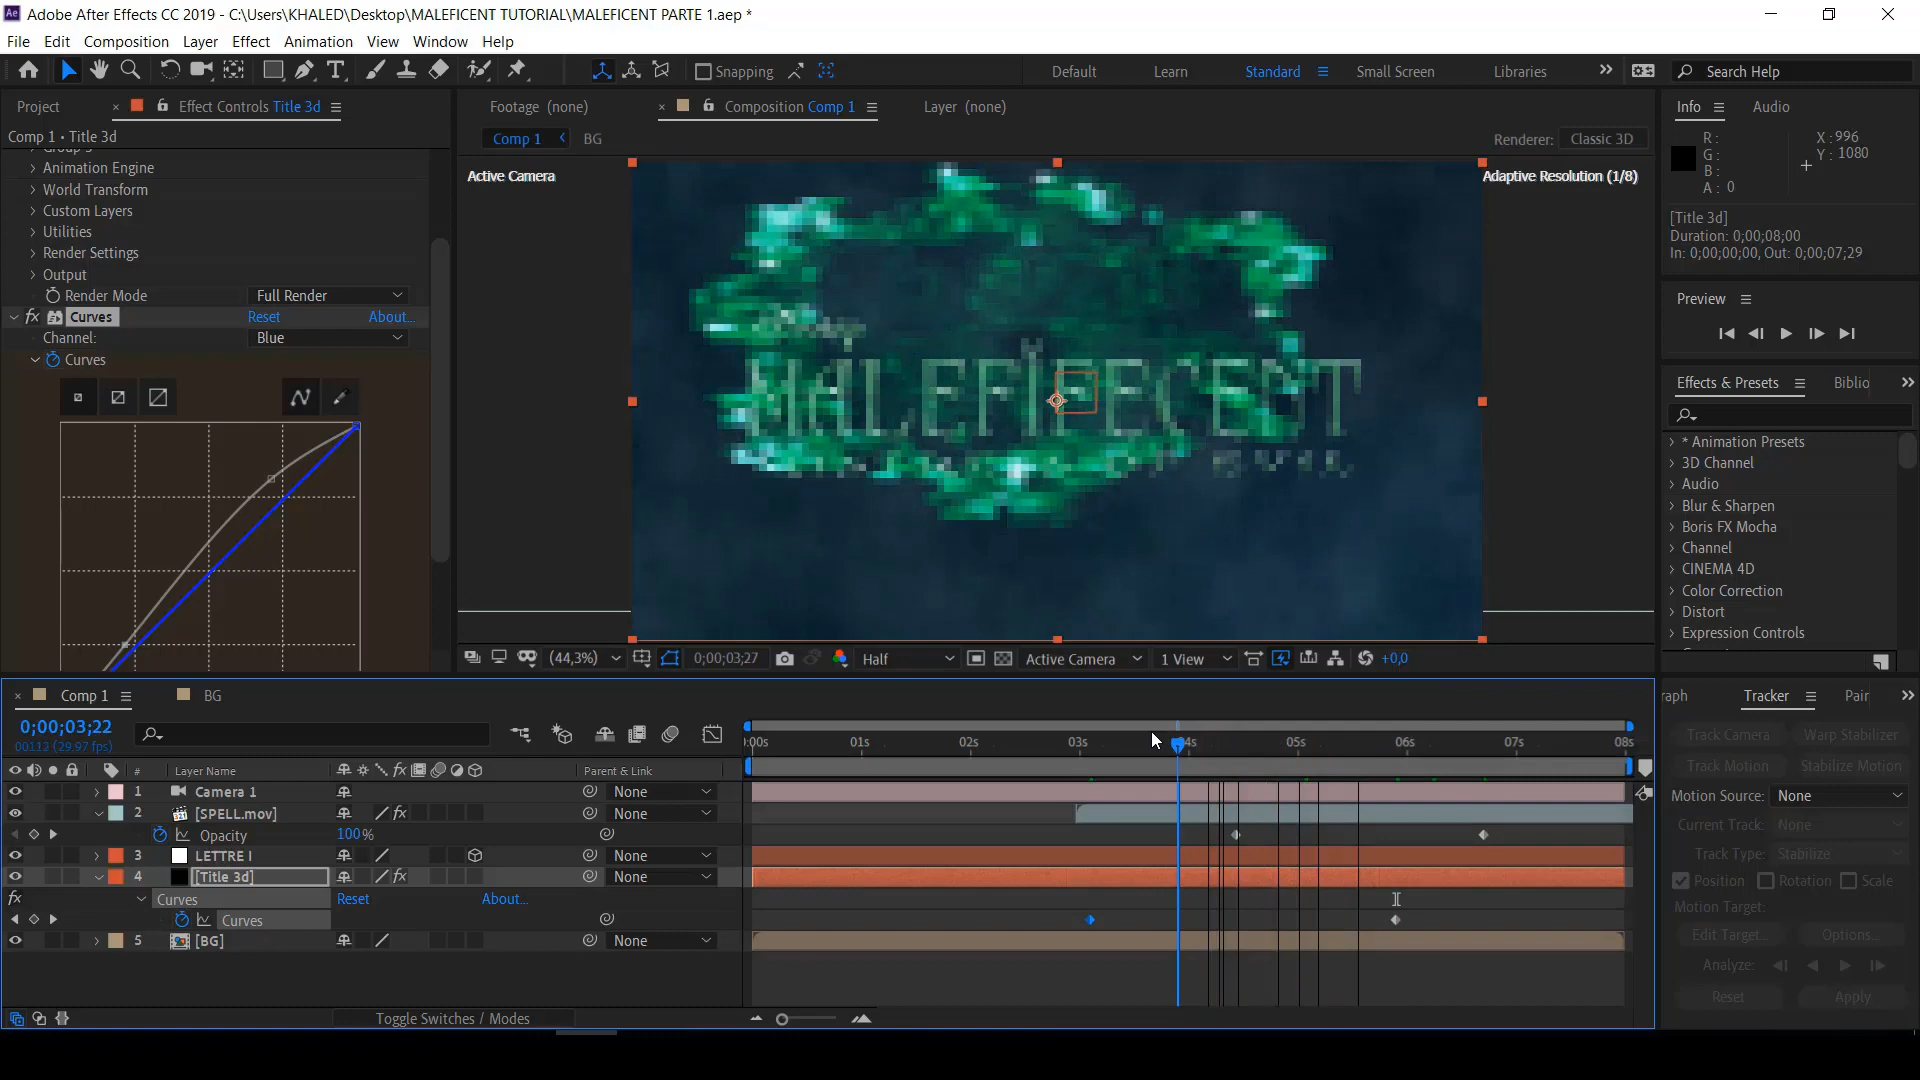 Adobe After Effects CC 2019 - C:\Users\KHALED\Desktop\MALEFICENT TUTORIAL\MALEFICENT PARTE 1.aep *
File Edit Composition Layer Effect Animation View Window Help
Snapping Default Learn Standard Small Screen Libraries Search Help
Project Effect Controls Title 3d
Comp 1 • Title 3d
Animation Engine
World Transform
Custom Layers
Utilities
Render Settings
Output
Render Mode Full Render
fx Curves Reset About...
Channel: Blue
Curves
Footage (none) Composition Comp 1 Layer (none)
Comp 1 BG Renderer: Classic 3D
Active Camera Adaptive Resolution (1/8)
(44,3%) 0;00;03;27 Half Active Camera 1 View +0,0
Info Audio
R: X : 996
G: Y : 1080
B:
A: 0
[Title 3d]
Duration: 0;00;08;00
In: 0;00;00;00, Out: 0;00;07;29
Preview
Effects & Presets Biblio
* Animation Presets
3D Channel
Audio
Blur & Sharpen
Boris FX Mocha
Channel
CINEMA 4D
Color Correction
Distort
Expression Controls
Comp 1 BG
0;00;03;22
00112 (29.97 fps)
:00s 01s 02s 03s 04s 05s 06s 07s 08s
# Layer Name fx Parent & Link
1 Camera 1 None
2 [SPELL.mov] fx None
Opacity 100%
3 LETTRE I None
4 [Title 3d] fx None
fx Curves Reset About...
Curves
5 [BG] None
Toggle Switches / Modes
raph Tracker Par
Track Camera Warp Stabilizer
Track Motion Stabilize Motion
Motion Source: None
Current Track: None
Track Type: Stabilize
Position Rotation Scale
Motion Target:
Edit Target... Options...
Analyze:
Reset Apply